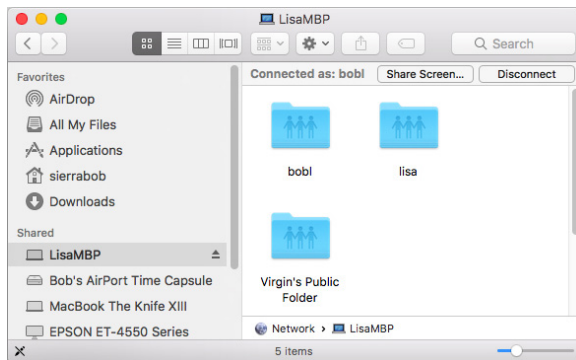 LisaMBP
Search
Favorites
AirDrop
All My Files
Applications
sierrabob
Downloads
Shared
LisaMBP
Bob's AirPort Time Capsule
MacBook The Knife XIII
EPSON ET-4550 Series
Connected as: bobl
Share Screen...
Disconnect
bobl
lisa
Virgin's Public
Folder
Network › LisaMBP
5 items